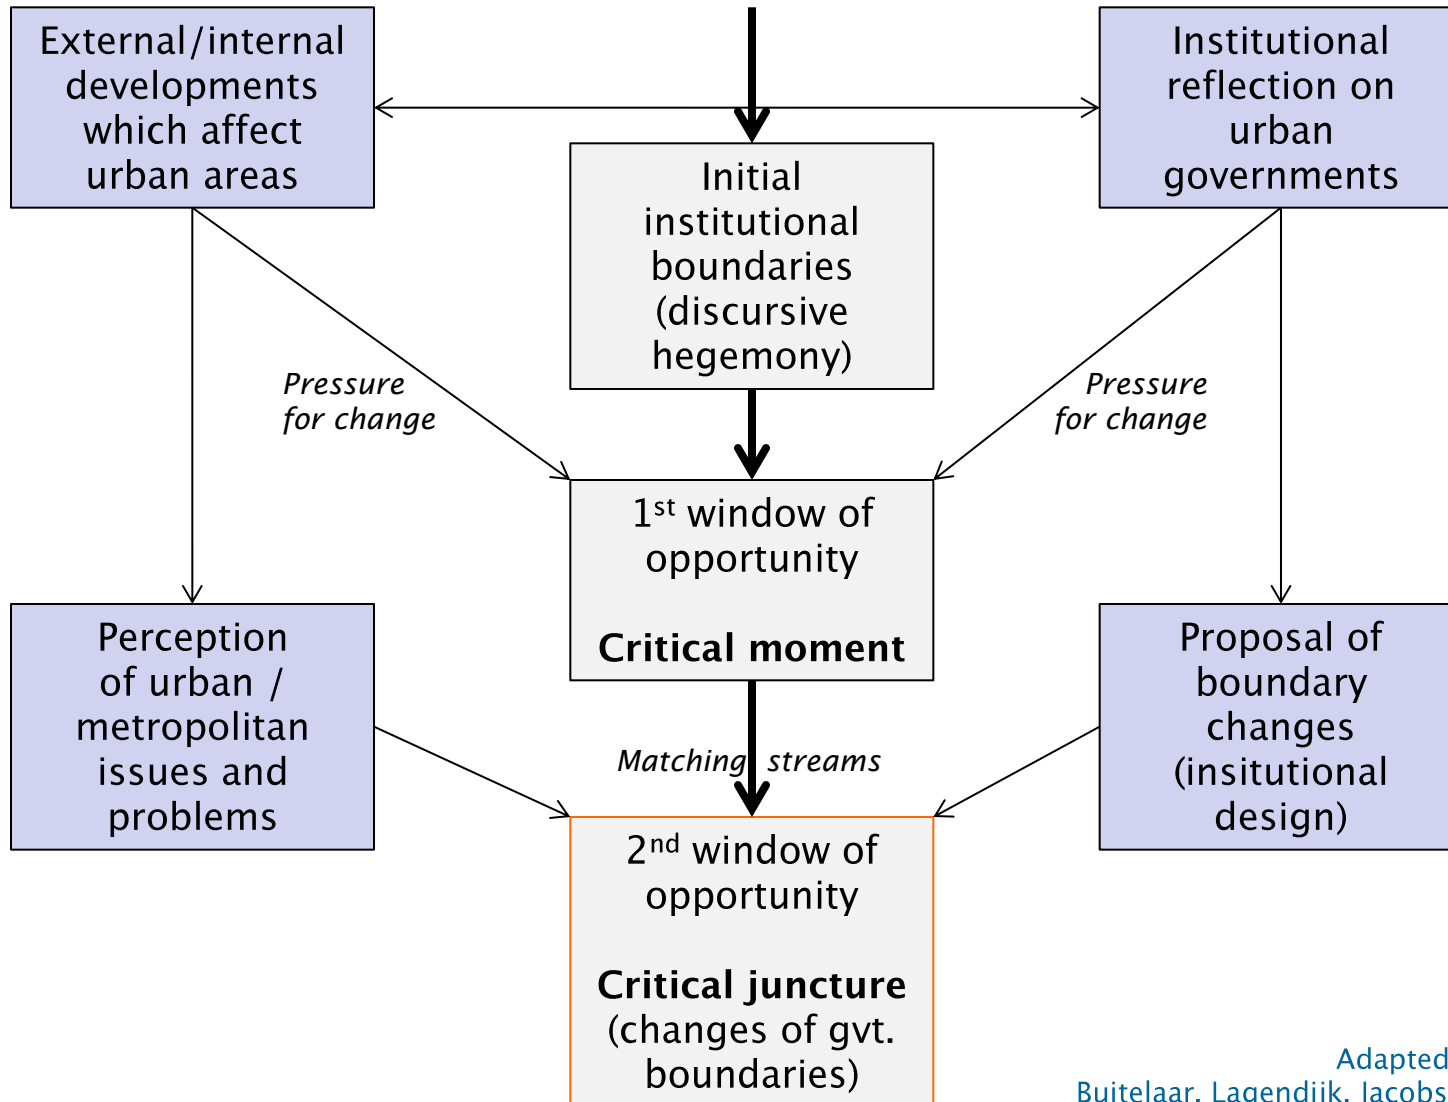 External/internal
developments
which affect
urban areas
Institutional
reflection on
urban
governments
Initial
institutional
boundaries
(discursive
hegemony)
Pressure
for change
Pressure
for change
1st window of
opportunity
Critical moment
Perception
of urban /
metropolitan
issues and
problems
Proposal of
boundary
changes
(insitutional
design)
Matching streams
2nd window of
opportunity
Critical juncture
(changes of gvt.
boundaries)
Adapted
Buitelaar, Lagendijk, Jacobs